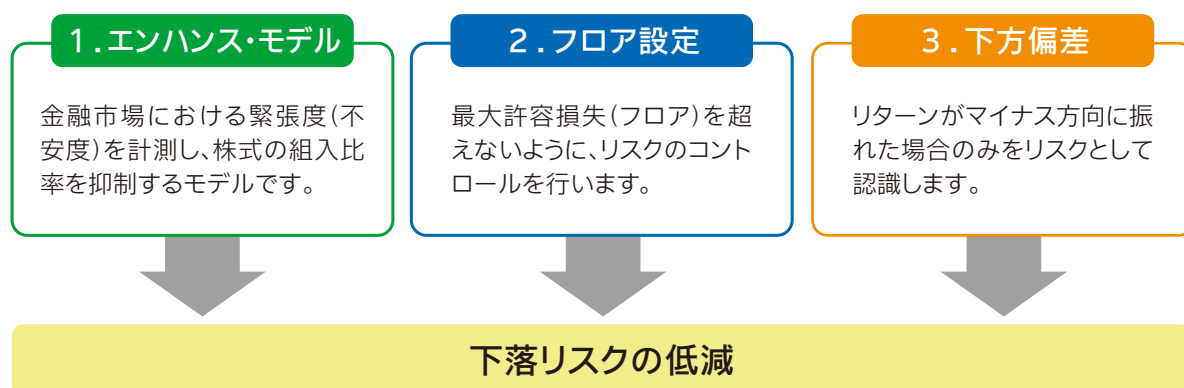 1.エンハンス・モデル
金融市場における緊張度(不
安度)を計測し、株式の組入比
率を抑制するモデルです。
2.フロア設定
最大許容損失(フロア)を超
えないように、リスクのコント
ロールを行います。
3.下方偏差
リターンがマイナス方向に振
れた場合のみをリスクとして
認識します。
下落リスクの低減